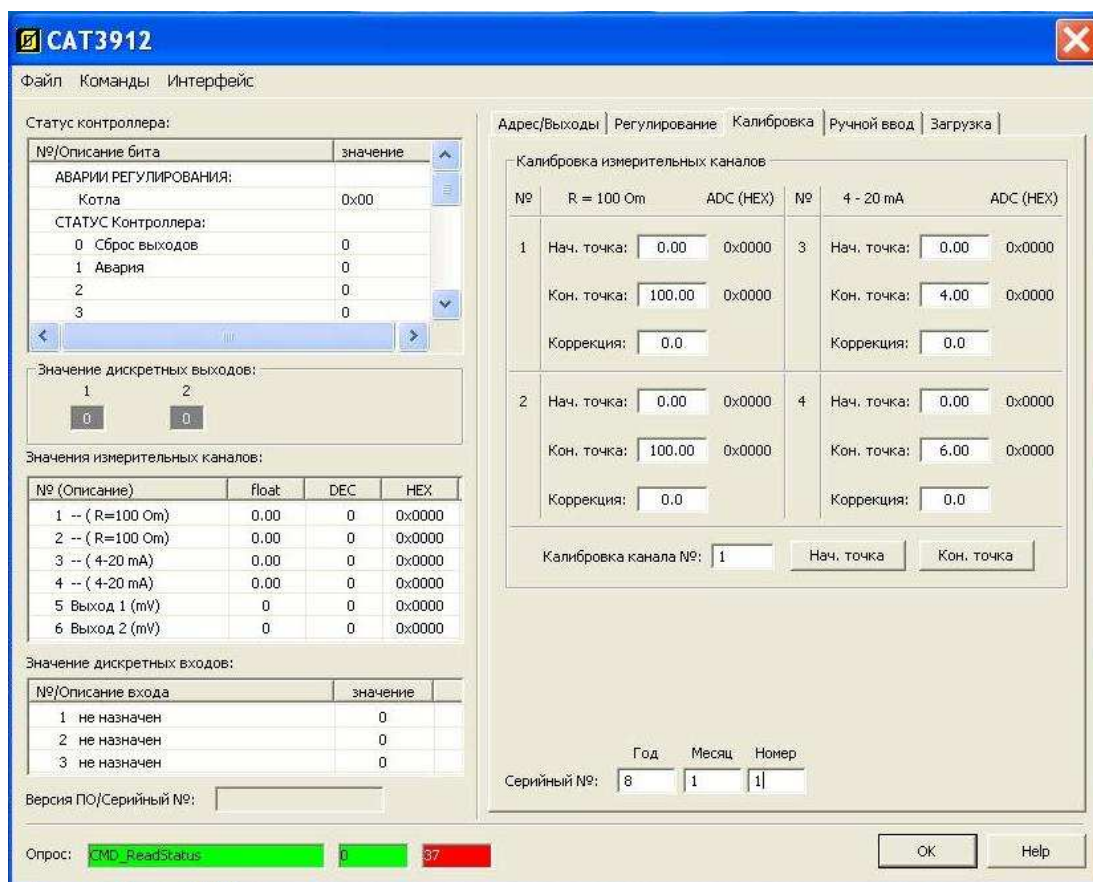 CAT3912
Файл Команды Интерфейс
Статус контроллера:
№/Описание бита значение
АВАРИИ РЕГУЛИРОВАНИЯ:
Котла 0x00
СТАТУС Контроллера:
0 Сброс выходов 0
1 Авария 0
2 0
3 0
Значение дискретных выходов:
1 2
0 0
Значения измерительных каналов:
№ (Описание) float DEC HEX
1 -- ( R=100 Om) 0.00 0 0x0000
2 -- ( R=100 Om) 0.00 0 0x0000
3 -- ( 4-20 mA) 0.00 0 0x0000
4 -- ( 4-20 mA) 0.00 0 0x0000
5 Выход 1 (mV) 0 0 0x0000
6 Выход 2 (mV) 0 0 0x0000
Значение дискретных входов:
№/Описание входа значение
1 не назначен 0
2 не назначен 0
3 не назначен 0
Версия ПО/Серийный №:
Адрес/Выходы Регулирование Калибровка Ручной ввод Загрузка
Калибровка измерительных каналов
№ R = 100 Om ADC (HEX) № 4 - 20 mA ADC (HEX)
1 Нач. точка: 0.00 0x0000 3 Нач. точка: 0.00 0x0000
Кон. точка: 100.00 0x0000 Кон. точка: 4.00 0x0000
Коррекция: 0.0 Коррекция: 0.0
2 Нач. точка: 0.00 0x0000 4 Нач. точка: 0.00 0x0000
Кон. точка: 100.00 0x0000 Кон. точка: 6.00 0x0000
Коррекция: 0.0 Коррекция: 0.0
Калибровка канала №: 1 Нач. точка Кон. точка
Год Месяц Номер
Серийный №: 8 1 1
Опрос: CMD_ReadStatus 0 37 OK Help